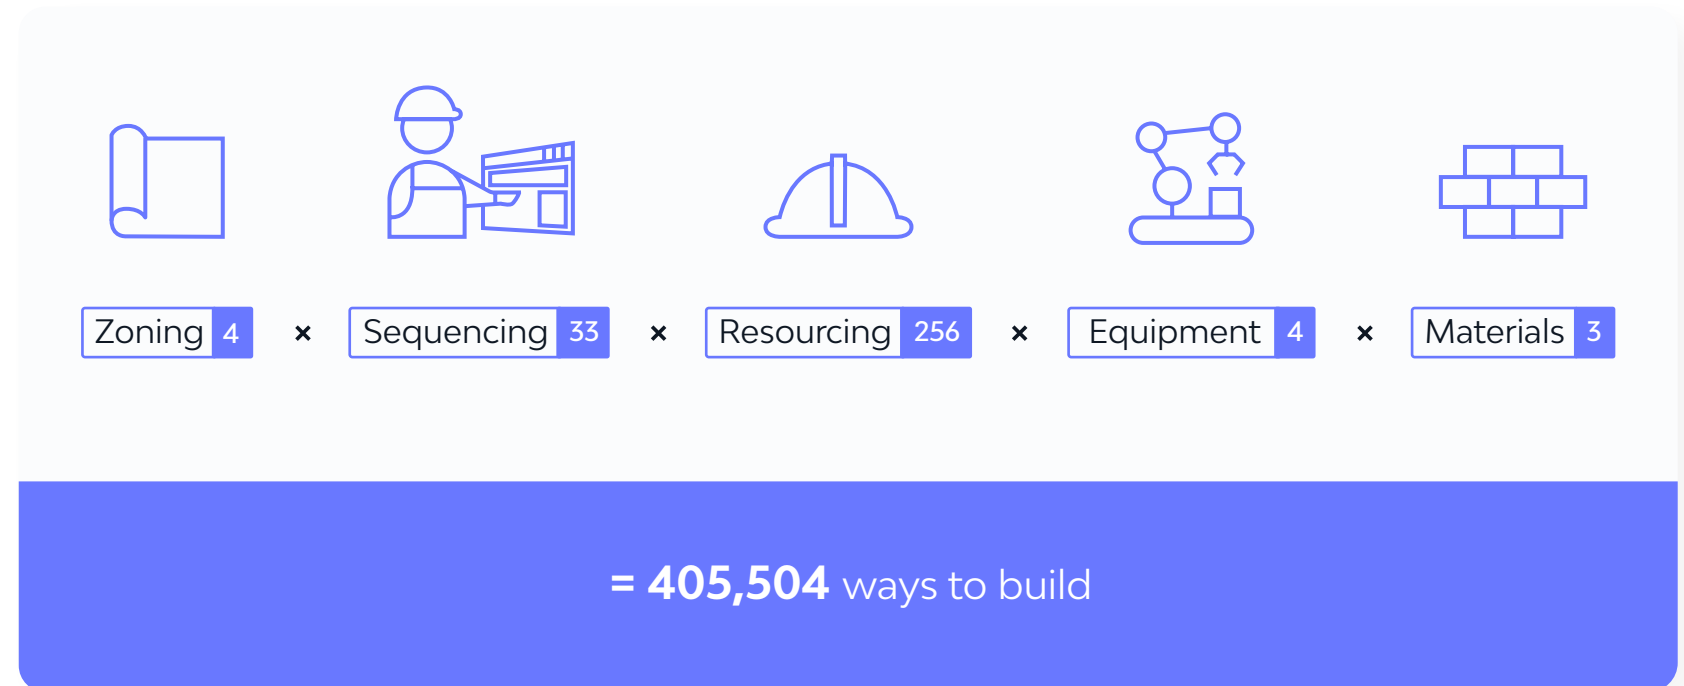 Zoning 4 × Sequencing 33 × Resourcing 256 × Equipment 4 × Materials 3
= 405,504 ways to build